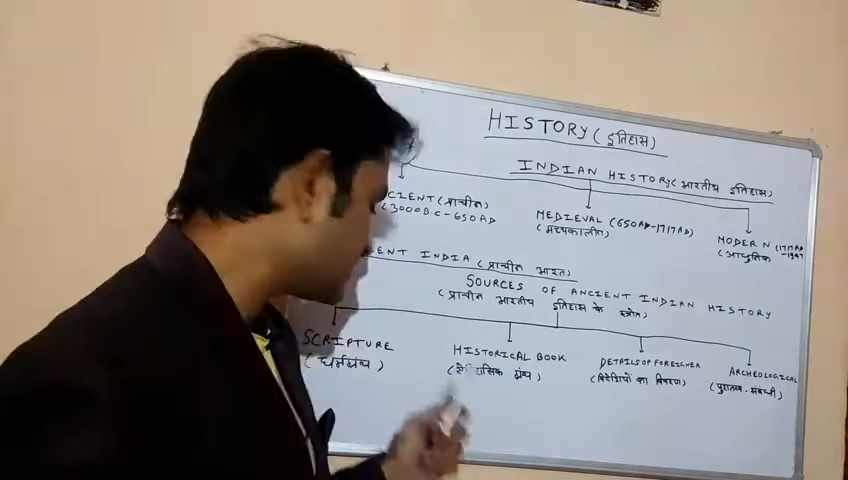 HISTORY (इतिहास)
INDIAN HISTORY (भारतीय इतिहास)
CIENT (प्राचीन)
(3000B.C - 650AD
MEDIEVAL (650AD-1717AD)
(मध्यकालीन)
MODERN (1717AD
-1947
(आधुनिक
ENT INDIA (प्राचीन भारत)
SOURCES OF ANCIENT INDIAN HISTORY
(प्राचीन भारतीय इतिहास के स्त्रोत)
SCRIPTURE
(धर्मग्रंथ)
HISTORICAL BOOK
ग्रंथ)
DETAILS OF FOREIGNER
(विदेशियों का विवरण)
ARCHEOLOGICAL
(पुरातत्व-संबंधी)